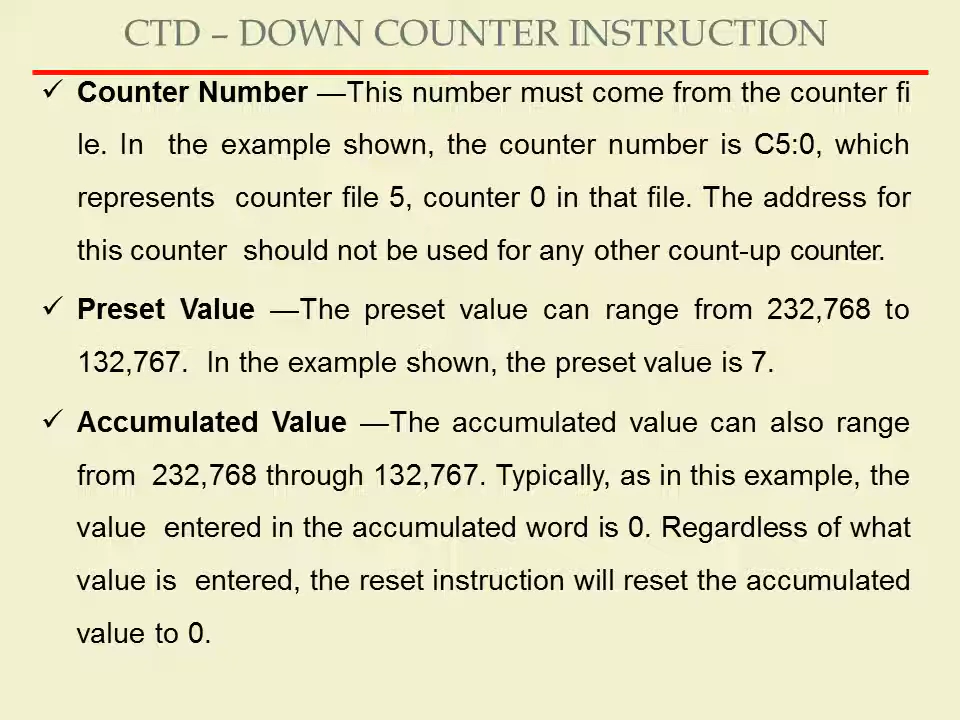 CTD – DOWN COUNTER INSTRUCTION
✓ Counter Number —This number must come from the counter fi
le. In the example shown, the counter number is C5:0, which
represents counter file 5, counter 0 in that file. The address for
this counter should not be used for any other count-up counter.
✓ Preset Value —The preset value can range from 232,768 to
132,767. In the example shown, the preset value is 7.
✓ Accumulated Value —The accumulated value can also range
from 232,768 through 132,767. Typically, as in this example, the
value entered in the accumulated word is 0. Regardless of what
value is entered, the reset instruction will reset the accumulated
value to 0.